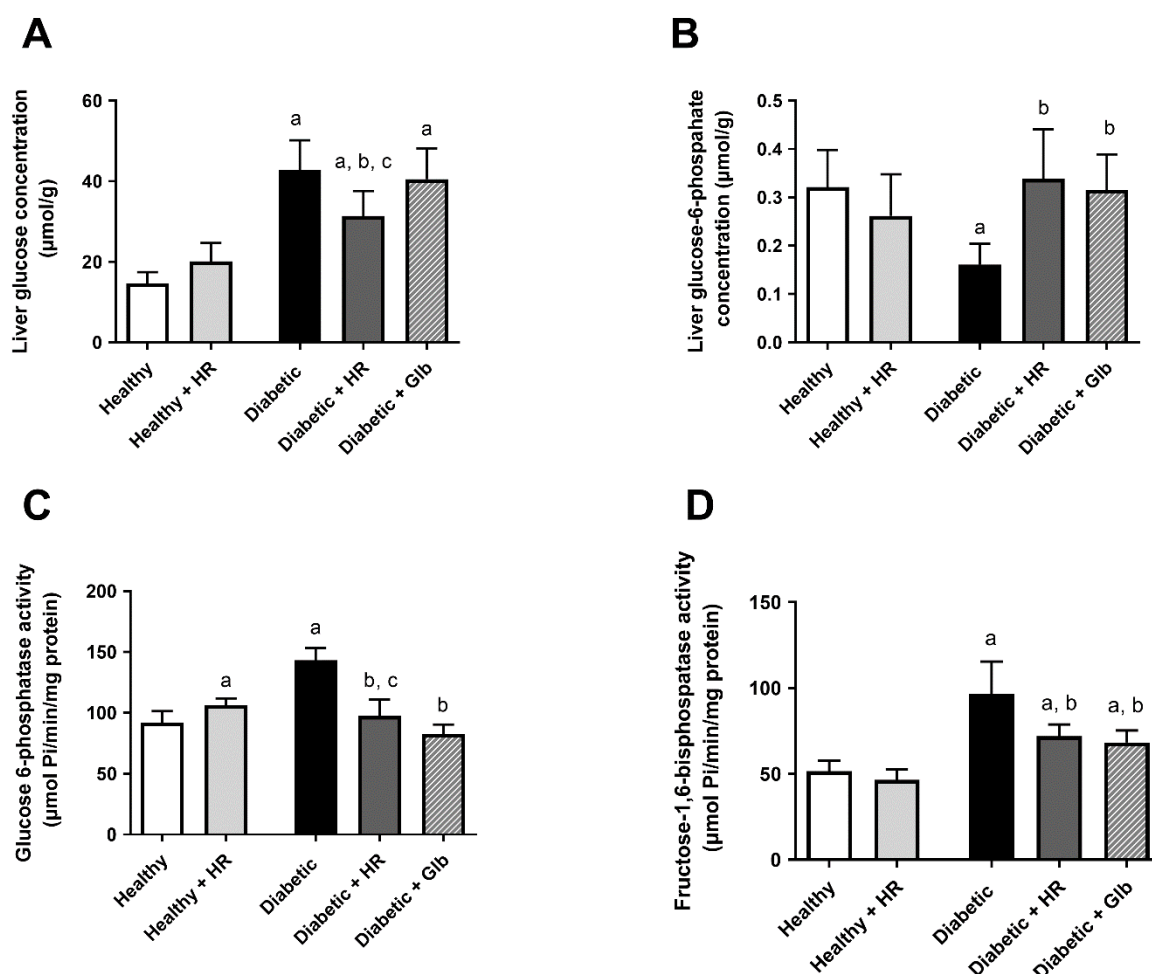 A
Liver glucose concentration
(µmol/g)
60
40
20
0
a
a, b, c
a
Healthy
Healthy + HR
Diabetic
Diabetic + HR
Diabetic + Glb
B
Liver glucose-6-phospahate
concentration (µmol/g)
0.5
0.4
0.3
0.2
0.1
0.0
a
b
b
Healthy
Healthy + HR
Diabetic
Diabetic + HR
Diabetic + Glb
C
Glucose 6-phosphatase activity
(µmol Pi/min/mg protein)
200
150
100
50
0
a
a
b, c
b
Healthy
Healthy + HR
Diabetic
Diabetic + HR
Diabetic + Glb
D
Fructose-1,6-bisphospatase activity
(µmol Pi/min/mg protein)
150
100
50
0
a
a, b
a, b
Healthy
Healthy + HR
Diabetic
Diabetic + HR
Diabetic + Glb